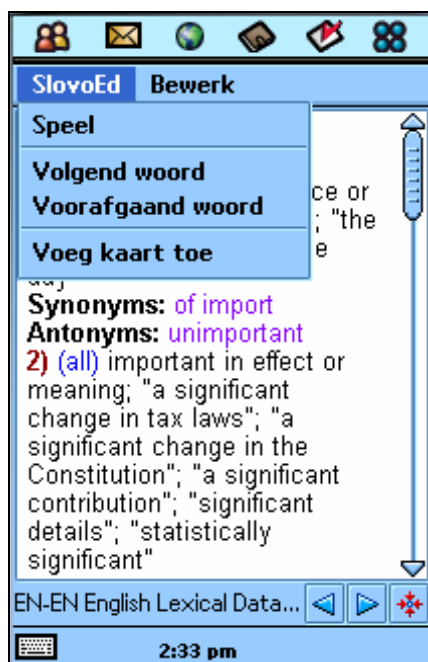 SlovoEd Bewerk
Speel
Volgend woord
Voorafgaand woord
Voeg kaart toe
ce or
; "the
e
Synonyms: of import
Antonyms: unimportant
2) (all) important in effect or
meaning; "a significant
change in tax laws"; "a
significant change in the
Constitution"; "a significant
contribution"; "significant
details"; "statistically
significant"
EN-EN English Lexical Data...
2:33 pm